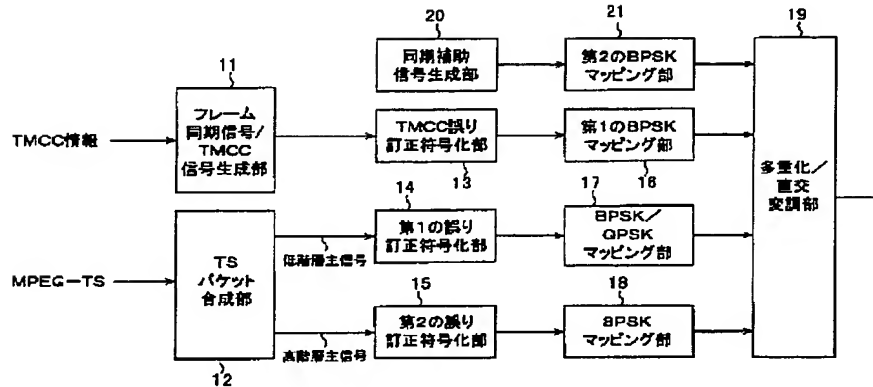 20
同期補助
信号生成部
21
第2のBPSK
マッピング部
19
多重化／
直交
変調部
11
フレーム
同期信号/
TMCC
信号生成部
TMCC情報
TMCC誤り
訂正符号化部
13
第1のBPSK
マッピング部
16
MPEG-TS
TS
パケット
合成部
12
低階層主信号
14
第1の誤り
訂正符号化部
17
BPSK／
QPSK
マッピング部
高階層主信号
15
第2の誤り
訂正符号化部
18
8PSK
マッピング部